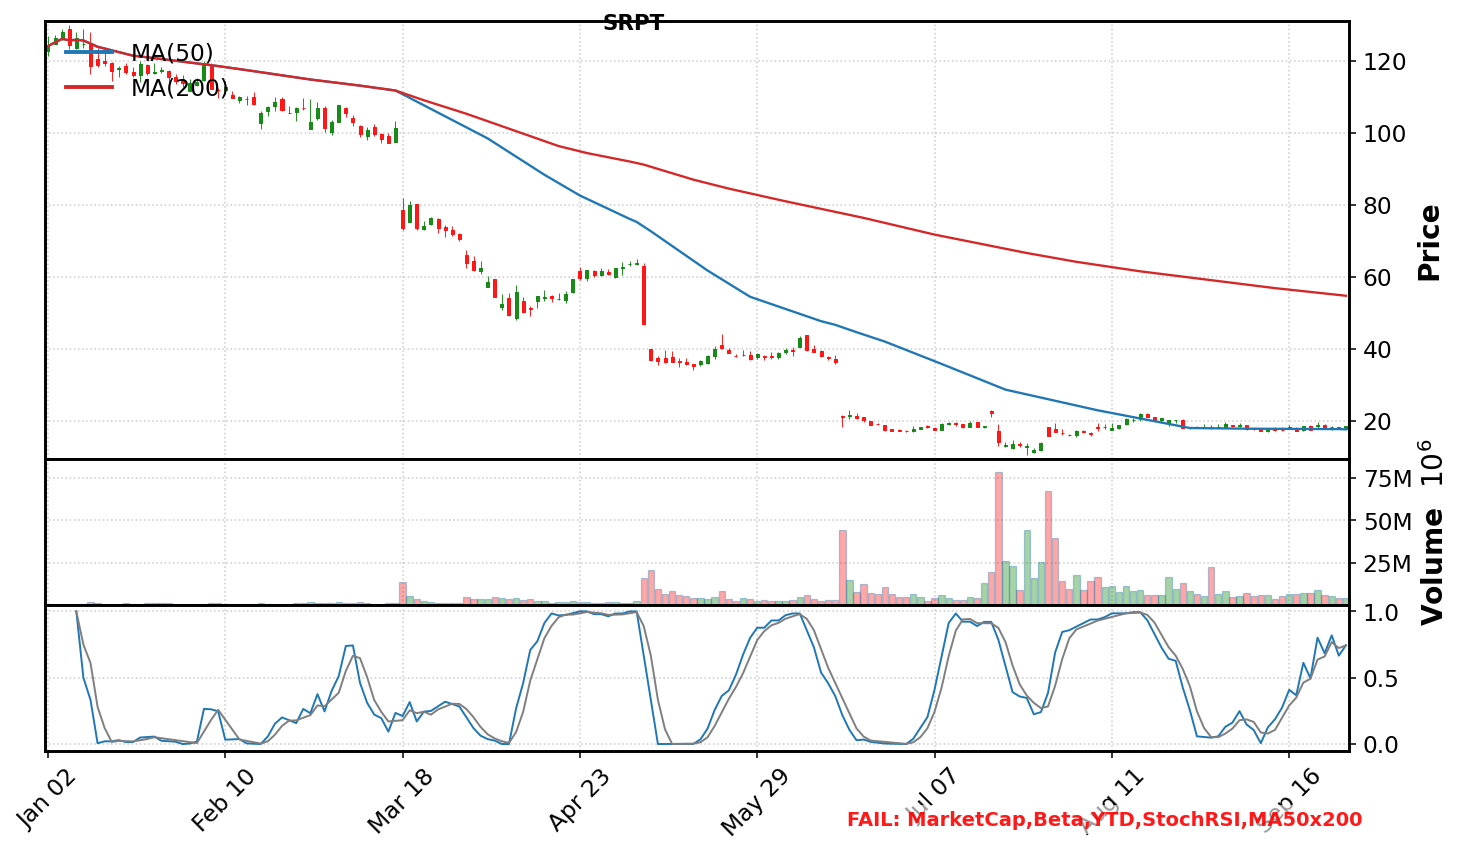 SRPT
MA(50)
MA(200)
120
100
80
60
40
20
Price
75M
50M
25M
Volume 10^6
1.0
0.5
0.0
Jan 02
Feb 10
Mar 18
Apr 23
May 29
Jul 07
Aug 11
Sep 16
FAIL: MarketCap,Beta,YTD,StochRSI,MA50x200